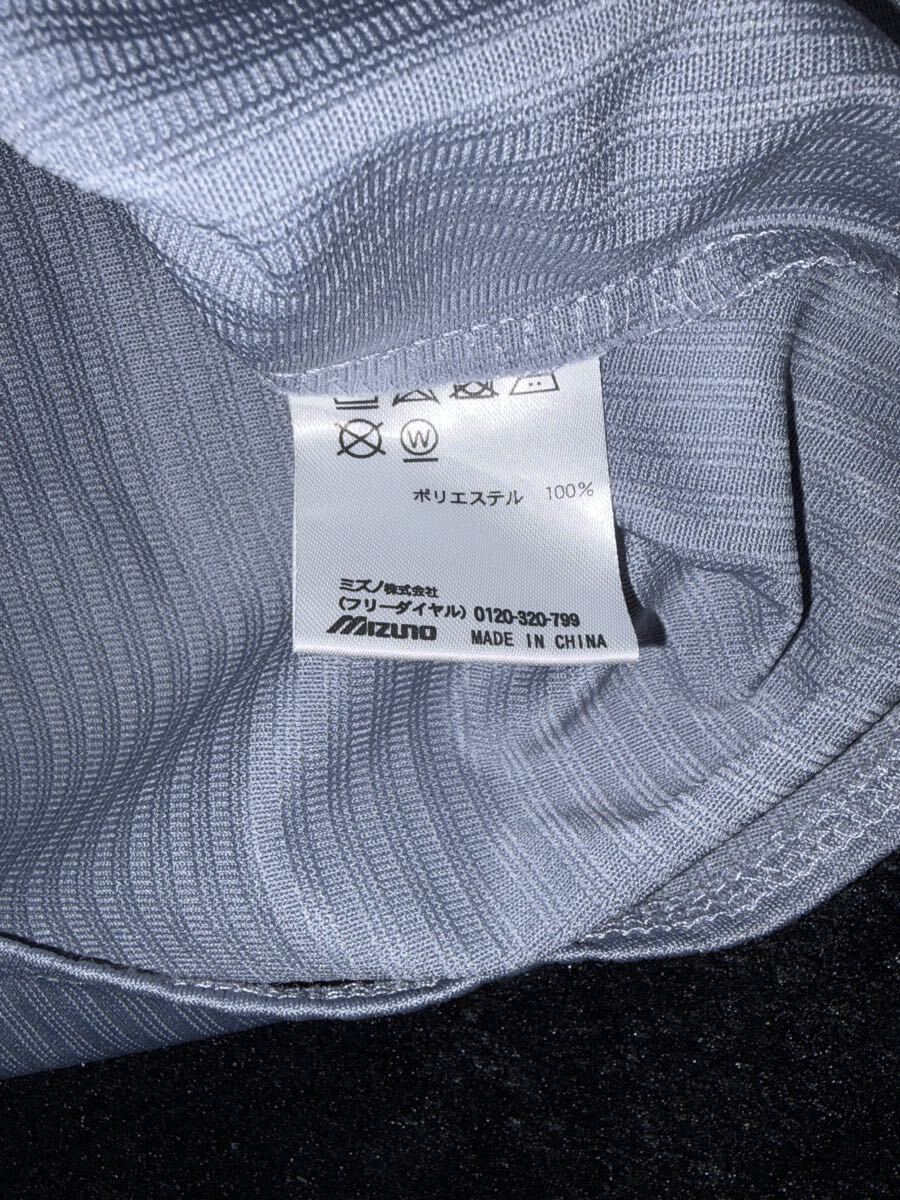 W
ポリエステル 100%
ミズノ株式会社
(フリーダイヤル) 0120-320-799
MIZUNO MADE IN CHINA